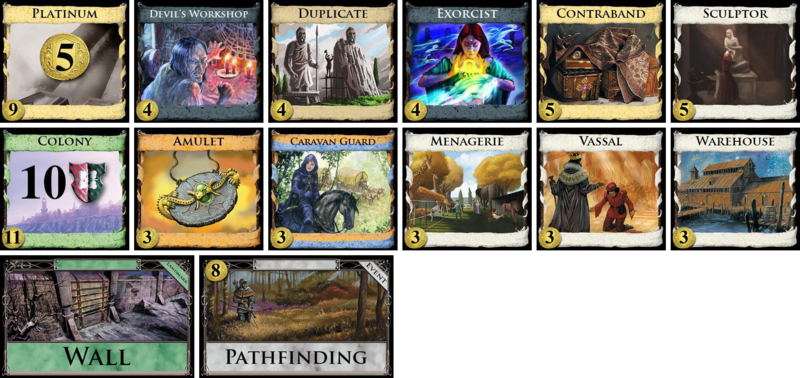 PLATINUM
5
9
DEVIL'S WORKSHOP
4
DUPLICATE
4
EXORCIST
4
CONTRABAND
5
SCULPTOR
5
COLONY
10
11
AMULET
3
CARAVAN GUARD
3
MENAGERIE
3
VASSAL
3
WAREHOUSE
3
LANDMARK
WALL
8
EVENT
PATHFINDING